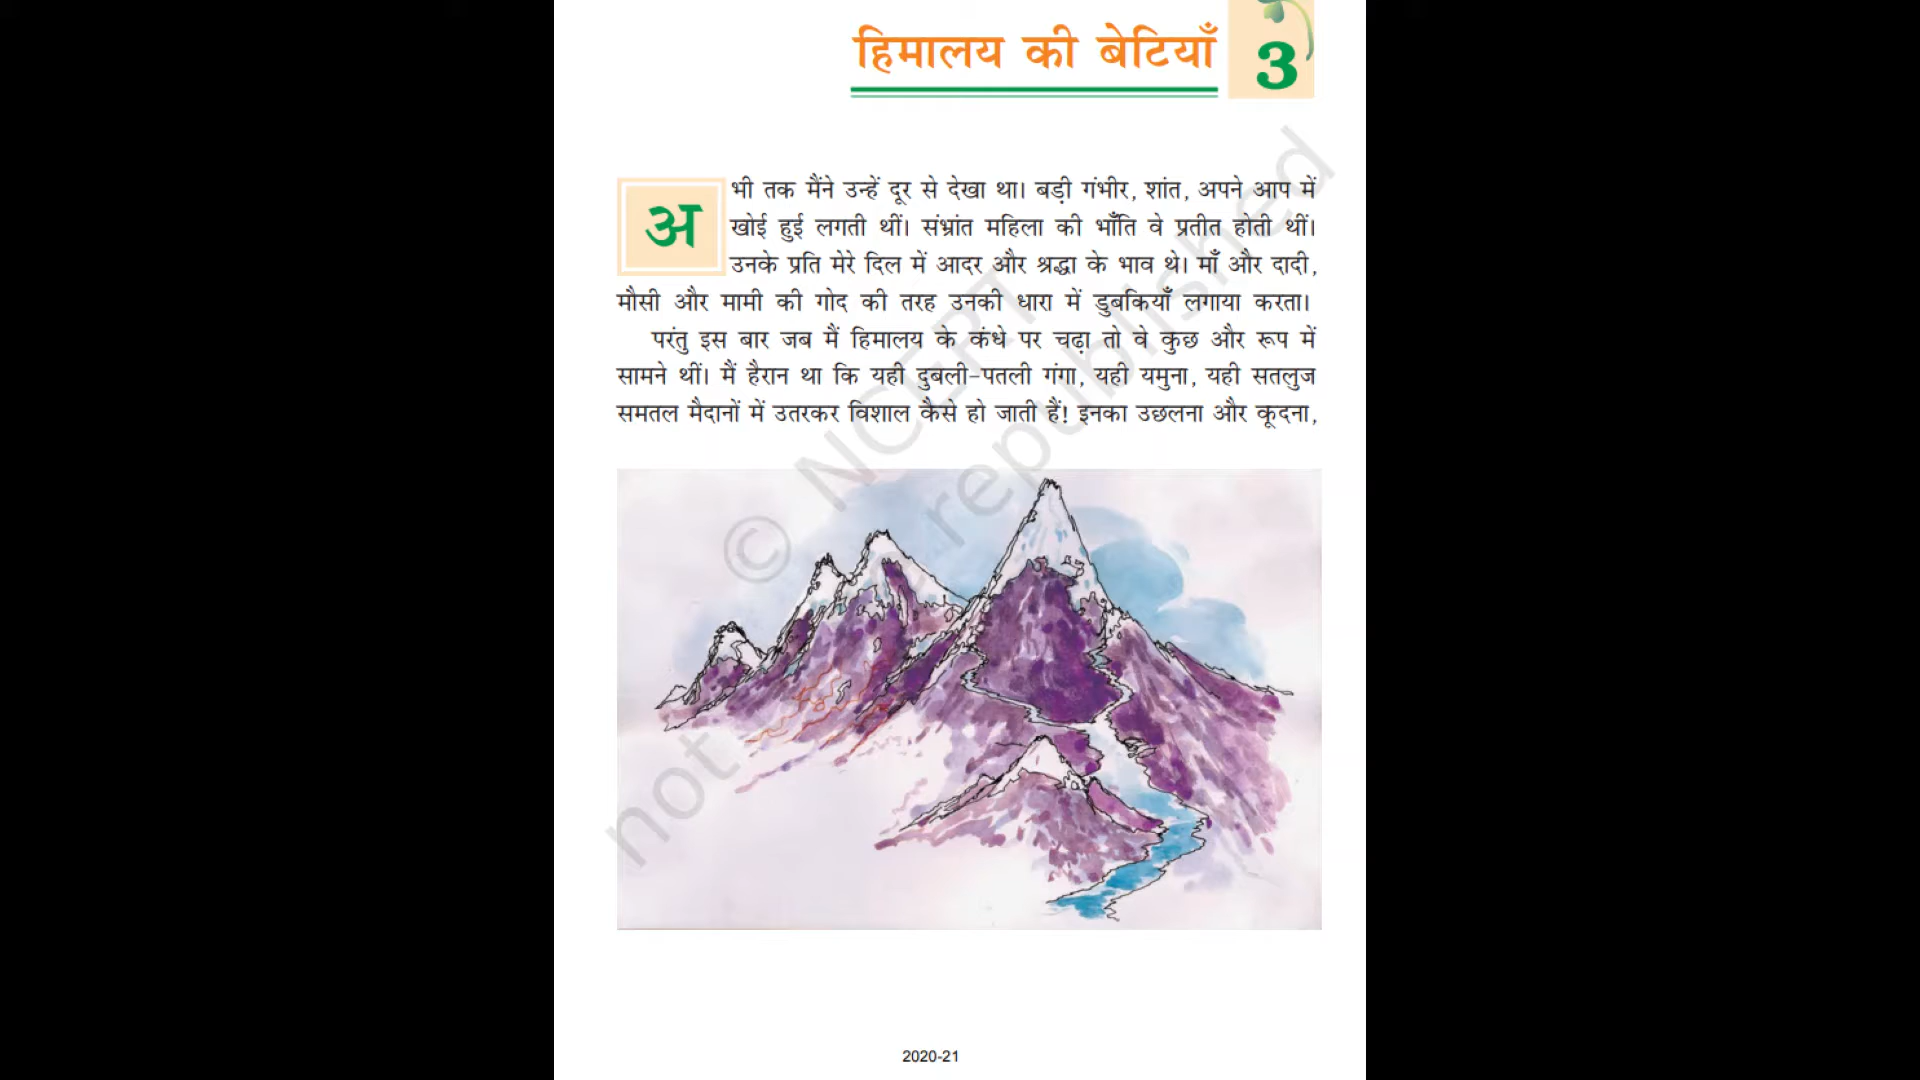 हिमालय की बेटियाँ
3
अभी तक मैंने उन्हें दूर से देखा था। बड़ी गंभीर, शांत, अपने आप में
खोई हुई लगती थीं। संभ्रांत महिला की भाँति वे प्रतीत होती थीं।
उनके प्रति मेरे दिल में आदर और श्रद्धा के भाव थे। माँ और दादी,
मौसी और मामी की गोद की तरह उनकी धारा में डुबकियाँ लगाया करता।
परंतु इस बार जब मैं हिमालय के कंधे पर चढ़ा तो वे कुछ और रूप में
सामने थीं। मैं हैरान था कि यही दुबली-पतली गंगा, यही यमुना, यही सतलुज
समतल मैदानों में उतरकर विशाल कैसे हो जाती हैं! इनका उछलना और कूदना,
© NCERT
not republished
2020-21